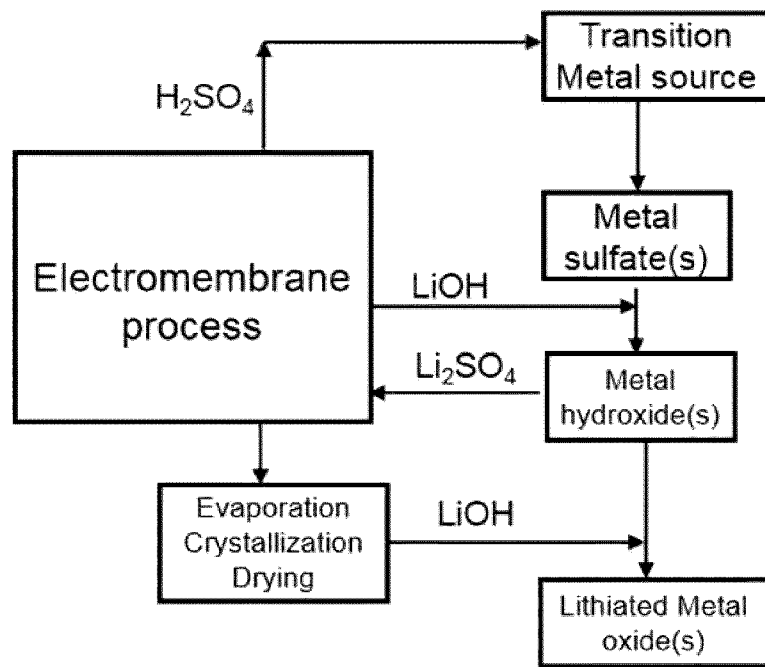 Transition
Metal source
H₂SO₄
Metal
sulfate(s)
Electromembrane
process
LiOH
Li₂SO₄
Metal
hydroxide(s)
Evaporation
Crystallization
Drying
LiOH
Lithiated Metal
oxide(s)